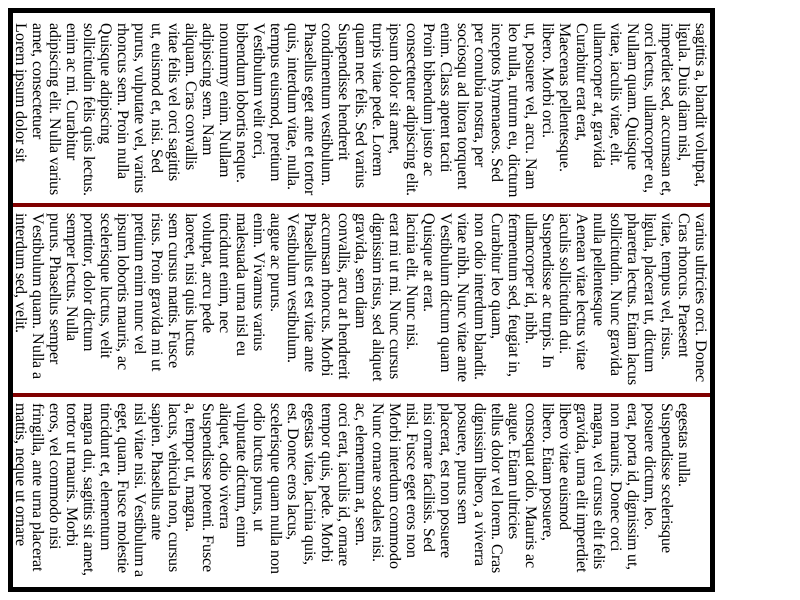 Lorem ipsum dolor sit
amet, consectetuer
adipiscing elit. Nulla varius
enim ac mi. Curabitur
sollicitudin felis quis lectus.
Quisque adipiscing
rhoncus sem. Proin nulla
purus, vulputate vel, varius
ut, euismod et, nisi. Sed
vitae felis vel orci sagittis
aliquam. Cras convallis
adipiscing sem. Nam
nonummy enim. Nullam
bibendum lobortis neque.
Vestibulum velit orci,
tempus euismod, pretium
quis, interdum vitae, nulla.
Phasellus eget ante et tortor
condimentum vestibulum.
Suspendisse hendrerit
quam nec felis. Sed varius
turpis vitae pede. Lorem
ipsum dolor sit amet,
consectetuer adipiscing elit.
Proin bibendum justo ac
enim. Class aptent taciti
sociosqu ad litora torquent
per conubia nostra, per
inceptos hymenaeos. Sed
leo nulla, rutrum eu, dictum
ut, posuere vel, arcu. Nam
libero. Morbi orci.
Maecenas pellentesque.
Curabitur erat erat,
ullamcorper at, gravida
vitae, iaculis vitae, elit.
Nullam quam. Quisque
orci lectus, ullamcorper eu,
imperdiet sed, accumsan et,
ligula. Duis diam nisl,
sagittis a, blandit volutpat,
interdum sed, velit.
Vestibulum quam. Nulla a
purus. Phasellus semper
semper lectus. Nulla
porttitor, dolor dictum
scelerisque luctus, velit
ipsum lobortis mauris, ac
pretium enim nunc vel
risus. Proin gravida mi ut
sem cursus mattis. Fusce
laoreet, nisi quis luctus
volutpat, arcu pede
tincidunt enim, nec
malesuada urna nisl eu
enim. Vivamus varius
augue ac purus.
Vestibulum vestibulum.
Phasellus et est vitae ante
accumsan rhoncus. Morbi
convallis, arcu at hendrerit
gravida, sem diam
dignissim risus, sed aliquet
erat mi ut mi. Nunc cursus
lacinia elit. Nunc nisi.
Quisque at erat.
Vestibulum dictum quam
vitae nibh. Nunc vitae ante
non odio interdum blandit.
Curabitur leo quam,
fermentum sed, feugiat in,
ullamcorper id, nibh.
Suspendisse ac turpis. In
iaculis sollicitudin dui.
Aenean vitae lectus vitae
nulla pellentesque
sollicitudin. Nunc gravida
pharetra lectus. Etiam lacus
ligula, placerat ut, dictum
vitae, tempus vel, risus.
Cras rhoncus. Praesent
varius ultricies orci. Donec
mattis, neque ut ornare
fringilla, ante urna placerat
eros, vel commodo nisi
tortor ut mauris. Morbi
magna dui, sagittis sit amet,
tincidunt et, elementum
eget, quam. Fusce molestie
nisl vitae nisi. Vestibulum a
sapien. Phasellus ante
lacus, vehicula non, cursus
a, tempor ut, magna.
Suspendisse potenti. Fusce
aliquet, odio viverra
vulputate dictum, enim
odio luctus purus, ut
scelerisque quam nulla non
est. Donec eros lacus,
egestas vitae, lacinia quis,
tempor quis, pede. Morbi
orci erat, iaculis id, ornare
ac, elementum at, sem.
Nunc ornare sodales nisi.
Morbi interdum commodo
nisl. Fusce eget eros non
nisi ornare facilisis. Sed
placerat, est non posuere
posuere, purus sem
dignissim libero, a viverra
tellus dolor vel lorem. Cras
augue. Etiam ultricies
consequat odio. Mauris ac
libero. Etiam posuere,
libero vitae euismod
gravida, urna elit imperdiet
magna, vel cursus elit felis
non mauris. Donec orci
erat, porta id, dignissim ut,
posuere dictum, leo.
Suspendisse scelerisque
egestas nulla.